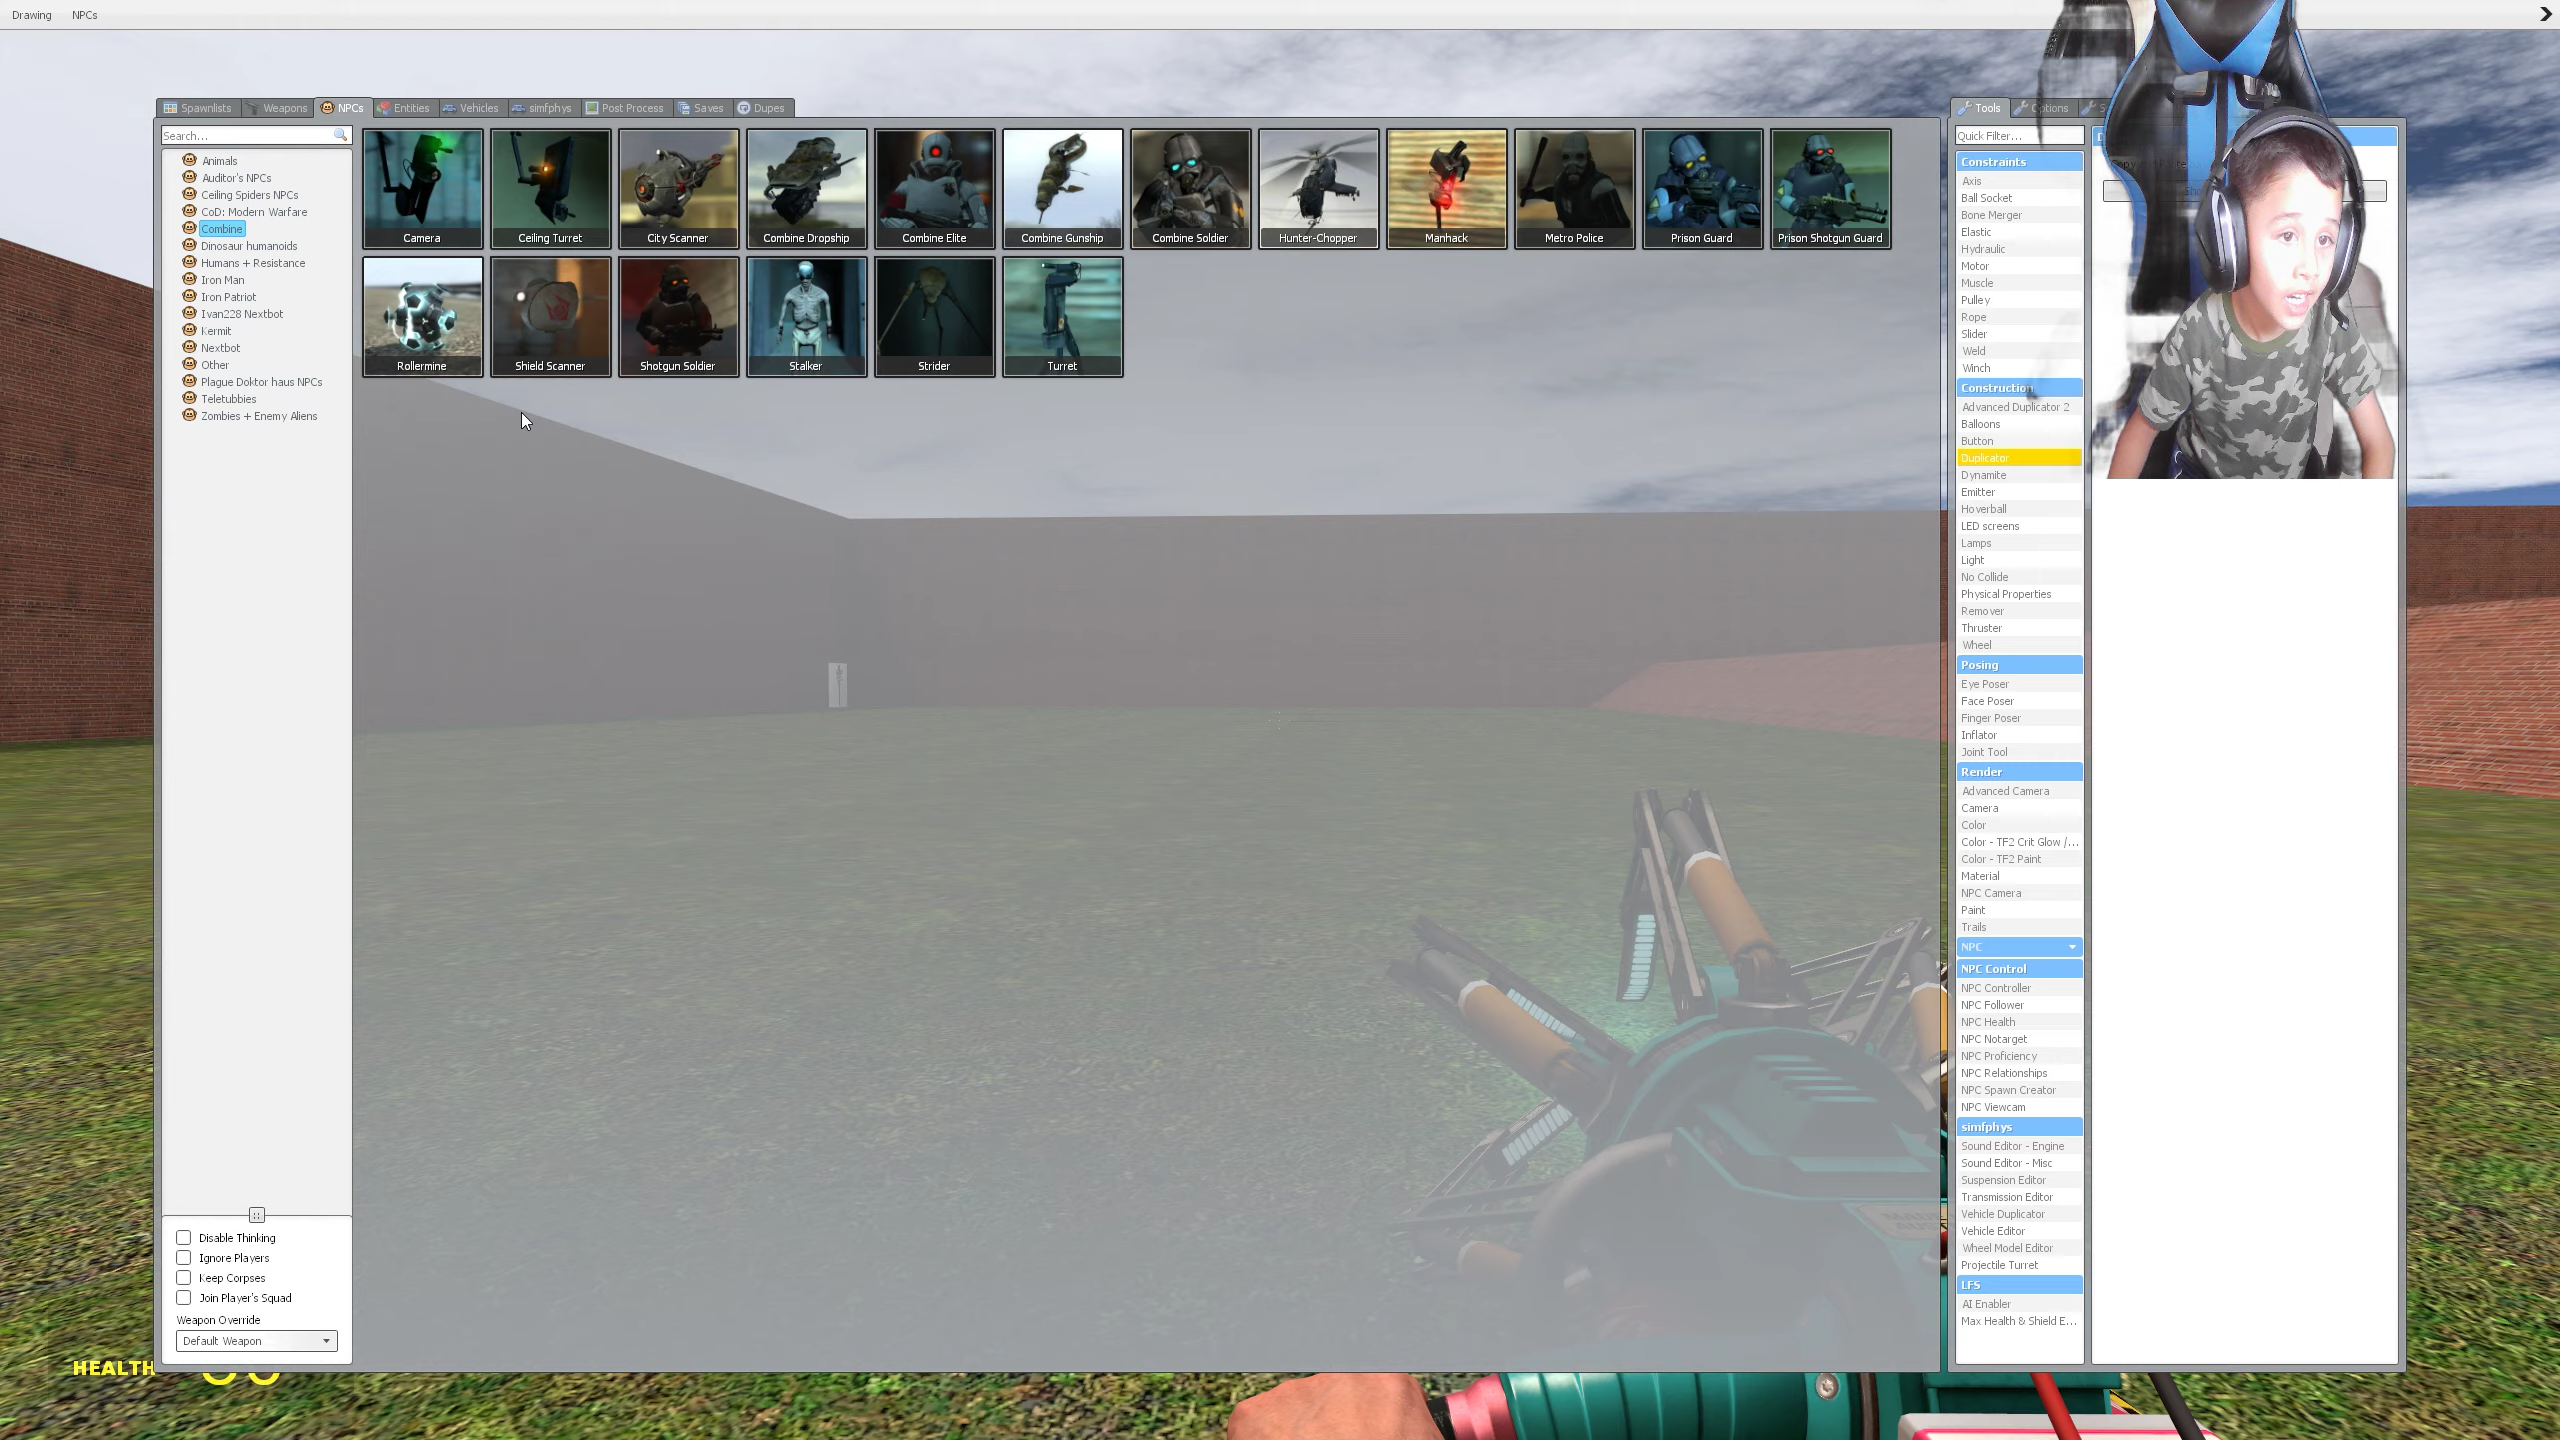 Drawing NPCs
Spawnlists Weapons NPCs Entities Vehicles simfphys Post Process Saves Dupes
Search...
Animals
Auditor's NPCs
Ceiling Spiders NPCs
CoD: Modern Warfare
Combine
Dinosaur humanoids
Humans + Resistance
Iron Man
Iron Patriot
Ivan228 Nextbot
Kermit
Nextbot
Other
Plague Doktor haus NPCs
Teletubbies
Zombies + Enemy Aliens
Camera Ceiling Turret City Scanner Combine Dropship Combine Elite Combine Gunship Combine Soldier Hunter-Chopper Manhack Metro Police Prison Guard Prison Shotgun Guard
Rollermine Shield Scanner Shotgun Soldier Stalker Strider Turret
Disable Thinking
Ignore Players
Keep Corpses
Join Player's Squad
Weapon Override
Default Weapon
HEALTH
Tools Options
Quick Filter...
Constraints
Axis
Ball Socket
Bone Merger
Elastic
Hydraulic
Motor
Muscle
Pulley
Rope
Slider
Weld
Winch
Construction
Advanced Duplicator 2
Balloons
Button
Duplicator
Dynamite
Emitter
Hoverball
LED screens
Lamps
Light
No Collide
Physical Properties
Remover
Thruster
Wheel
Posing
Eye Poser
Face Poser
Finger Poser
Inflator
Joint Tool
Render
Advanced Camera
Camera
Color
Color - TF2 Crit Glow /...
Color - TF2 Paint
Material
NPC Camera
Paint
Trails
NPC
NPC Control
NPC Controller
NPC Follower
NPC Health
NPC Notarget
NPC Proficiency
NPC Relationships
NPC Spawn Creator
NPC Viewcam
simfphys
Sound Editor - Engine
Sound Editor - Misc
Suspension Editor
Transmission Editor
Vehicle Duplicator
Vehicle Editor
Wheel Model Editor
Projectile Turret
LFS
AI Enabler
Max Health & Shield E...